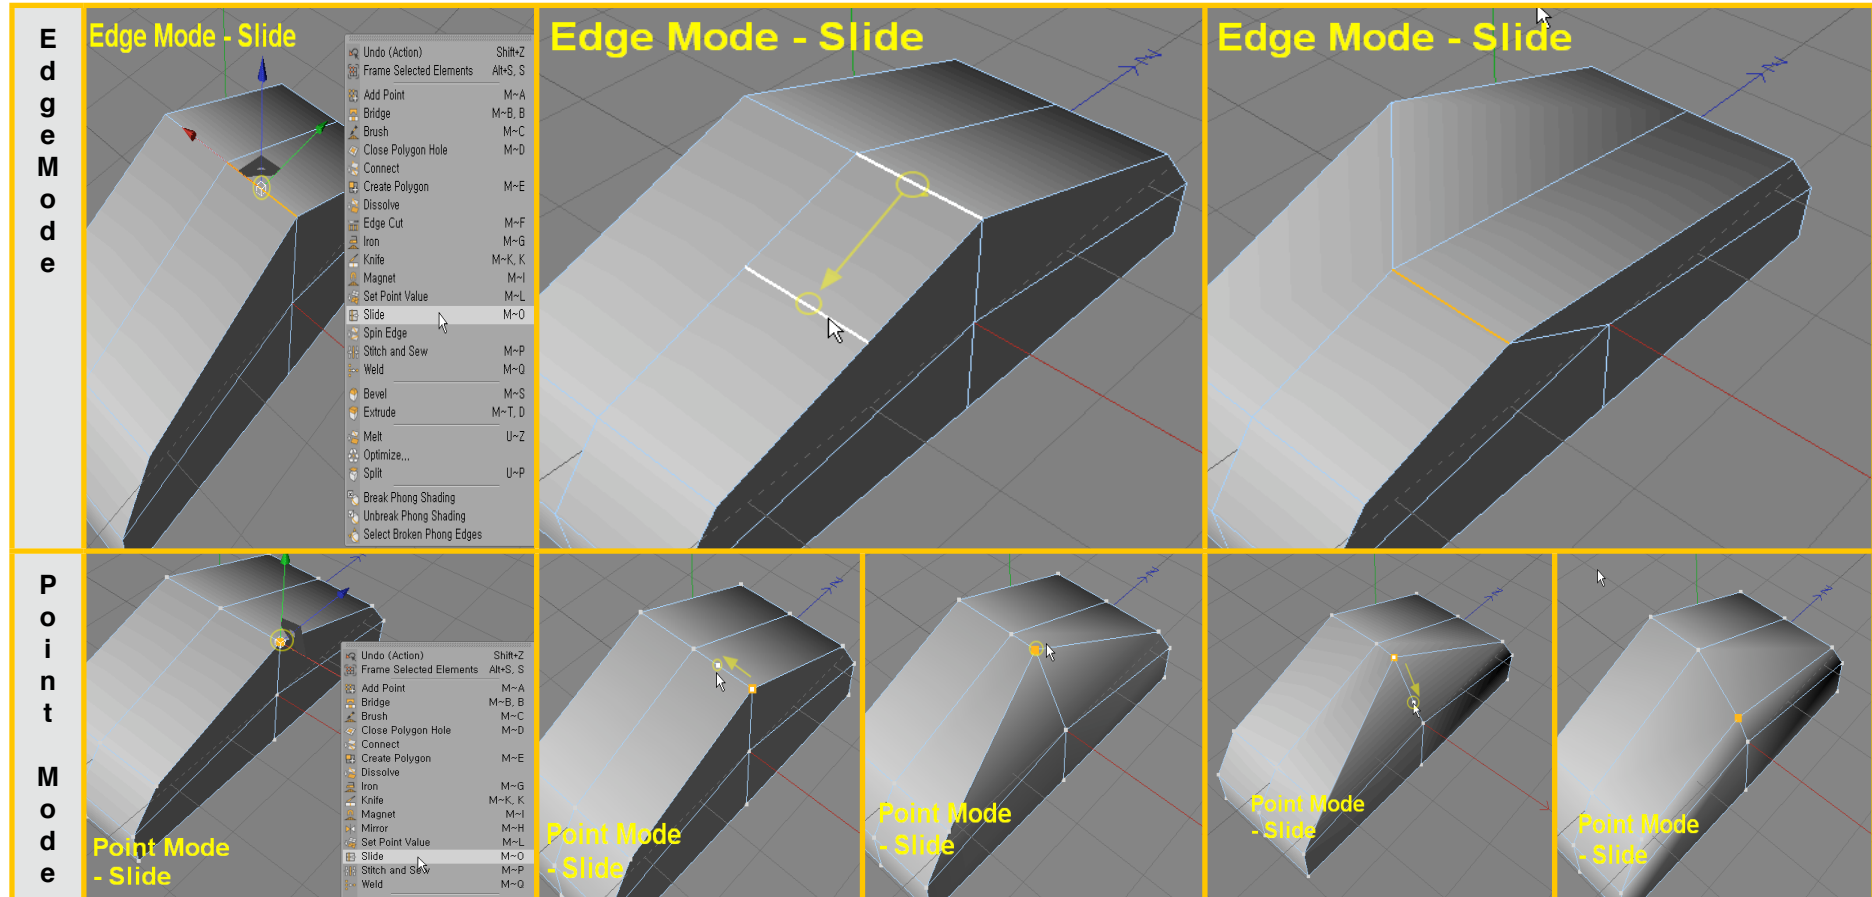 Edge Mode
Edge Mode - Slide
Undo (Action) Shift+Z
Frame Selected Elements Alt+S, S
Add Point M~A
Bridge M~B, B
Brush M~C
Close Polygon Hole M~D
Connect
Create Polygon M~E
Dissolve
Edge Cut M~F
Iron M~G
Knife M~K, K
Magnet M~I
Set Point Value M~L
Slide M~O
Spin Edge
Stitch and Sew M~P
Weld M~Q
Bevel M~S
Extrude M~T, D
Melt U~Z
Optimize...
Split U~P
Break Phong Shading
Unbreak Phong Shading
Select Broken Phong Edges
Edge Mode - Slide
Z
Edge Mode - Slide
Z
Point Mode
Undo (Action) Shift+Z
Frame Selected Elements Alt+S, S
Add Point M~A
Bridge M~B, B
Brush M~C
Close Polygon Hole M~D
Connect
Create Polygon M~E
Dissolve
Iron M~G
Knife M~K, K
Magnet M~I
Mirror M~H
Set Point Value M~L
Slide M~O
Stitch and Sew M~P
Weld M~Q
Point Mode
- Slide
Z
Point Mode
- Slide
Z
Point Mode
- Slide
Z
Point Mode
- Slide
Z
Point Mode
- Slide